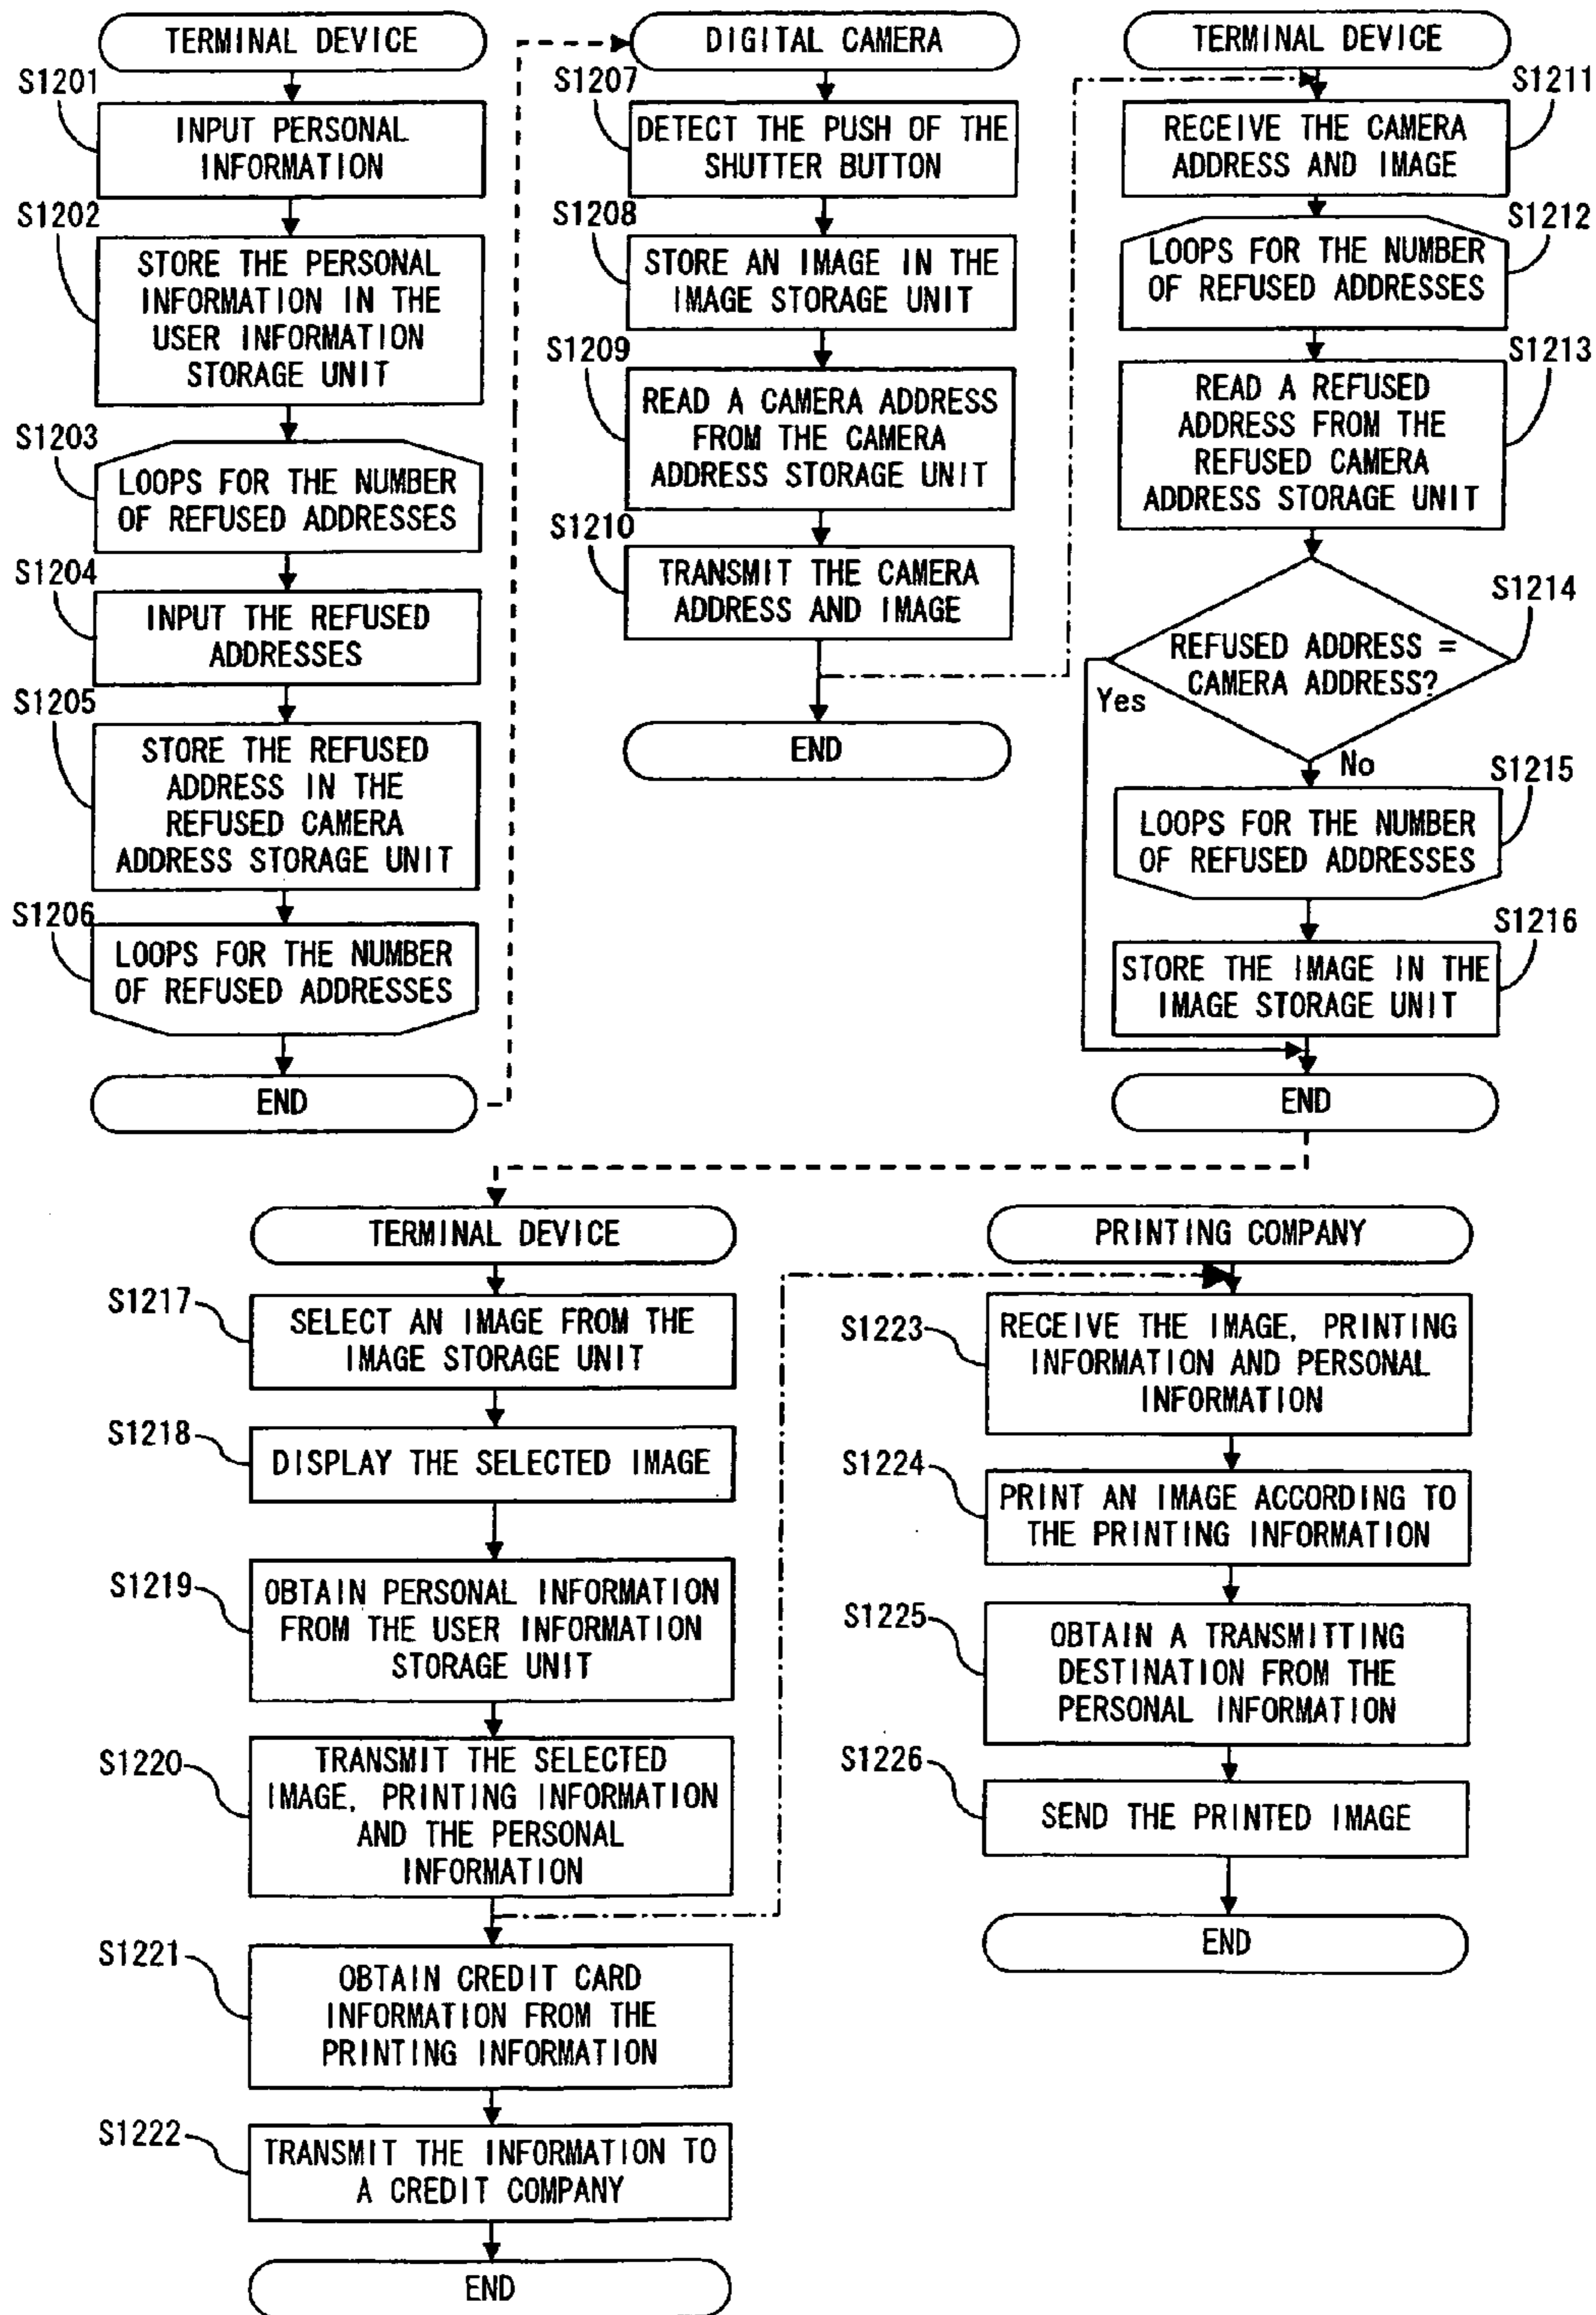 TERMINAL DEVICE
S1201
INPUT PERSONAL
INFORMATION
S1202
STORE THE PERSONAL
INFORMATION IN THE
USER INFORMATION
STORAGE UNIT
S1203
LOOPS FOR THE NUMBER
OF REFUSED ADDRESSES
S1204
INPUT THE REFUSED
ADDRESSES
S1205
STORE THE REFUSED
ADDRESS IN THE
REFUSED CAMERA
ADDRESS STORAGE UNIT
S1206
LOOPS FOR THE NUMBER
OF REFUSED ADDRESSES
END
DIGITAL CAMERA
S1207
DETECT THE PUSH OF THE
SHUTTER BUTTON
S1208
STORE AN IMAGE IN THE
IMAGE STORAGE UNIT
S1209
READ A CAMERA ADDRESS
FROM THE CAMERA
ADDRESS STORAGE UNIT
S1210
TRANSMIT THE CAMERA
ADDRESS AND IMAGE
END
TERMINAL DEVICE
S1211
RECEIVE THE CAMERA
ADDRESS AND IMAGE
S1212
LOOPS FOR THE NUMBER
OF REFUSED ADDRESSES
S1213
READ A REFUSED
ADDRESS FROM THE
REFUSED CAMERA
ADDRESS STORAGE UNIT
S1214
REFUSED ADDRESS =
CAMERA ADDRESS?
Yes
No
S1215
LOOPS FOR THE NUMBER
OF REFUSED ADDRESSES
S1216
STORE THE IMAGE IN THE
IMAGE STORAGE UNIT
END
TERMINAL DEVICE
S1217
SELECT AN IMAGE FROM THE
IMAGE STORAGE UNIT
S1218
DISPLAY THE SELECTED IMAGE
S1219
OBTAIN PERSONAL INFORMATION
FROM THE USER INFORMATION
STORAGE UNIT
S1220
TRANSMIT THE SELECTED
IMAGE, PRINTING INFORMATION
AND THE PERSONAL
INFORMATION
S1221
OBTAIN CREDIT CARD
INFORMATION FROM THE
PRINTING INFORMATION
S1222
TRANSMIT THE INFORMATION TO
A CREDIT COMPANY
END
PRINTING COMPANY
S1223
RECEIVE THE IMAGE, PRINTING
INFORMATION AND PERSONAL
INFORMATION
S1224
PRINT AN IMAGE ACCORDING TO
THE PRINTING INFORMATION
S1225
OBTAIN A TRANSMITTING
DESTINATION FROM THE
PERSONAL INFORMATION
S1226
SEND THE PRINTED IMAGE
END